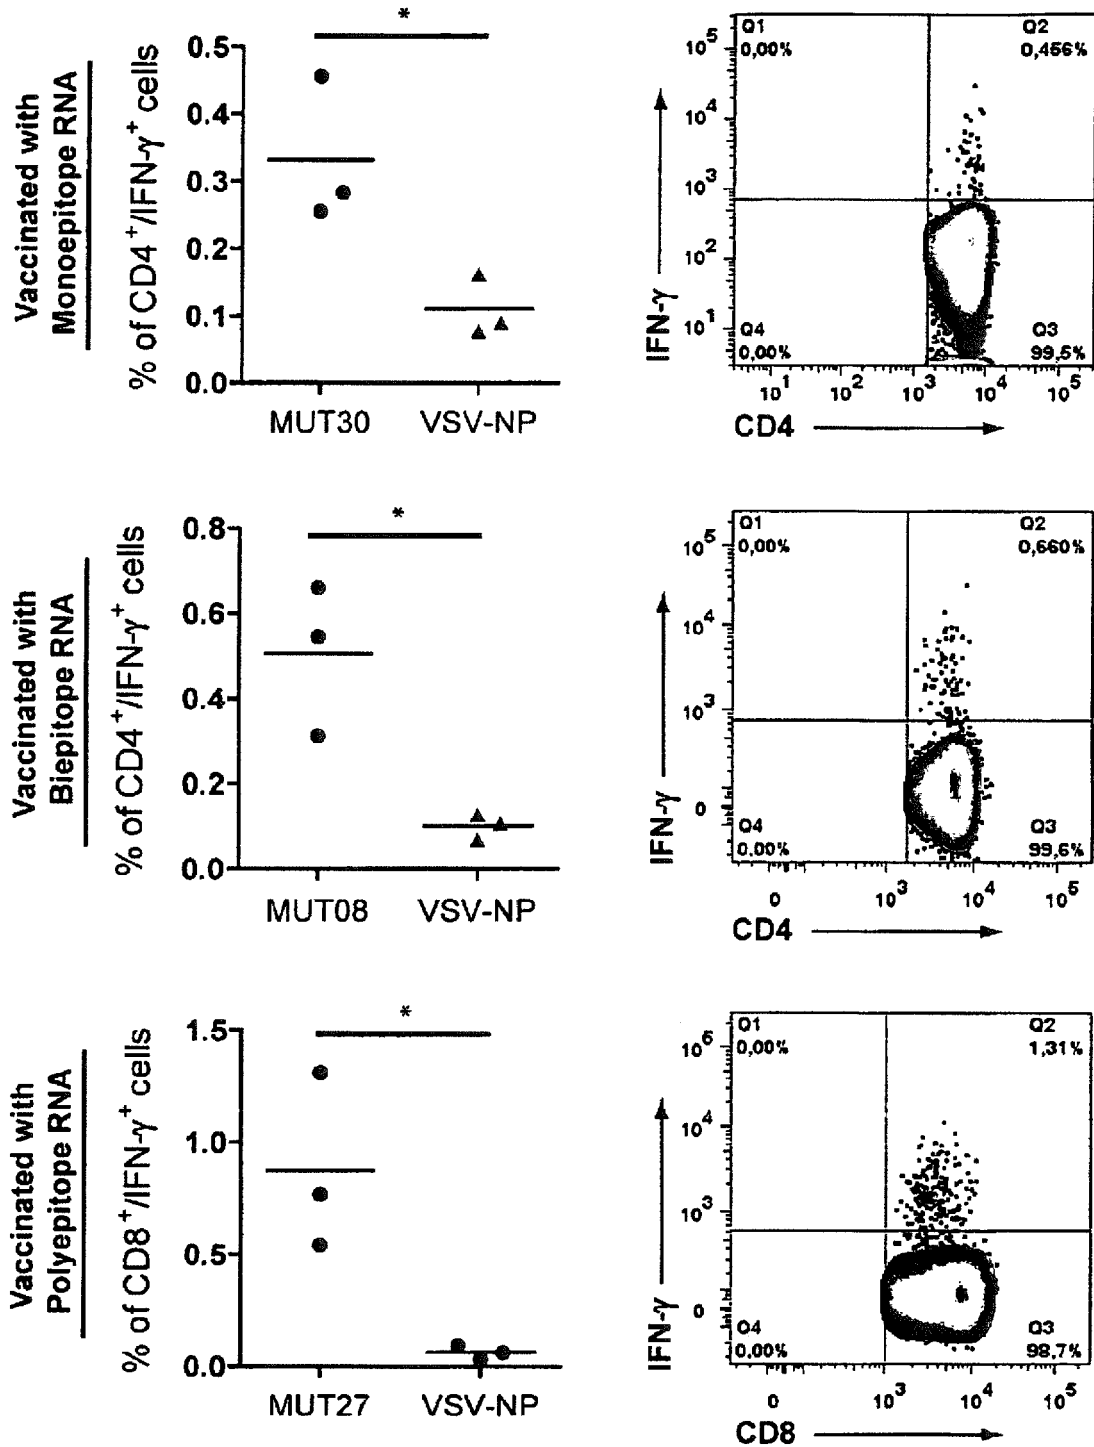 Vaccinated with
Monoepitope RNA
% of CD4+/IFN-γ+ cells
*
0.5
0.4
0.3
0.2
0.1
0.0
MUT30 VSV-NP
IFN-γ
Q1
0,00%
Q2
0,456%
10^5
10^4
10^3
10^2
10^1
Q4
0,00%
Q3
99,5%
10^1 10^2 10^3 10^4 10^5
CD4
Vaccinated with
Biepitope RNA
% of CD4+/IFN-γ+ cells
*
0.8
0.6
0.4
0.2
0.0
MUT08 VSV-NP
IFN-γ
Q1
0,00%
Q2
0,660%
10^5
10^4
10^3
0
Q4
0,00%
Q3
99,6%
0 10^3 10^4 10^5
CD4
Vaccinated with
Polyepitope RNA
% of CD8+/IFN-γ+ cells
*
1.5
1.0
0.5
0.0
MUT27 VSV-NP
IFN-γ
Q1
0,00%
Q2
1,31%
10^6
10^4
10^3
0
Q4
0,00%
Q3
98,7%
0 10^3 10^4 10^5
CD8